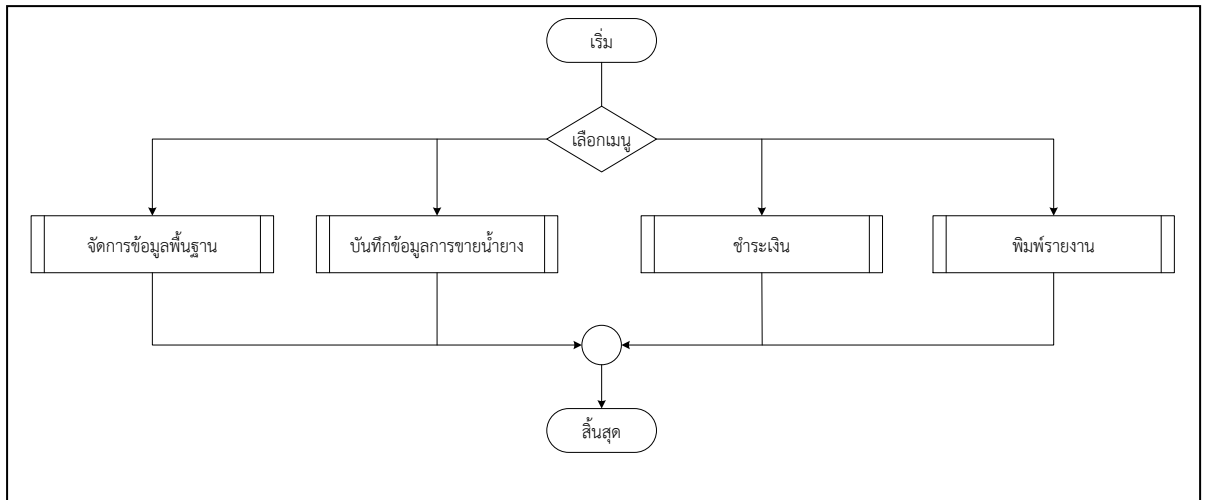 เริ่ม
เลือกเมนู
จัดการข้อมูลพื้นฐาน
บันทึกข้อมูลการขายน้ำยาง
ชำระเงิน
พิมพ์รายงาน
สิ้นสุด